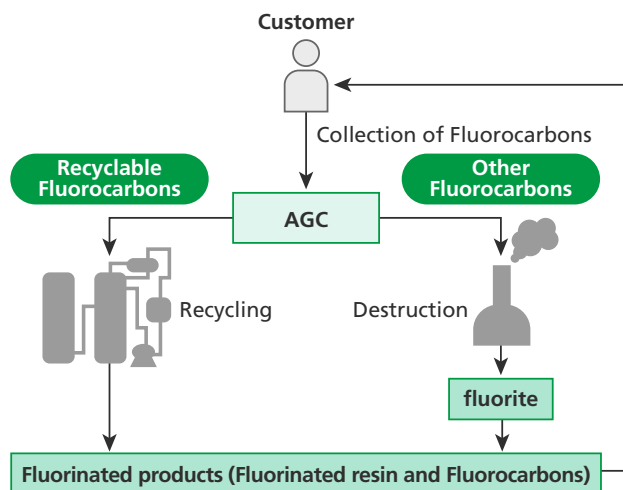 Customer
Collection of Fluorocarbons
Recyclable
Fluorocarbons
Other
Fluorocarbons
AGC
Recycling
Destruction
fluorite
Fluorinated products (Fluorinated resin and Fluorocarbons)